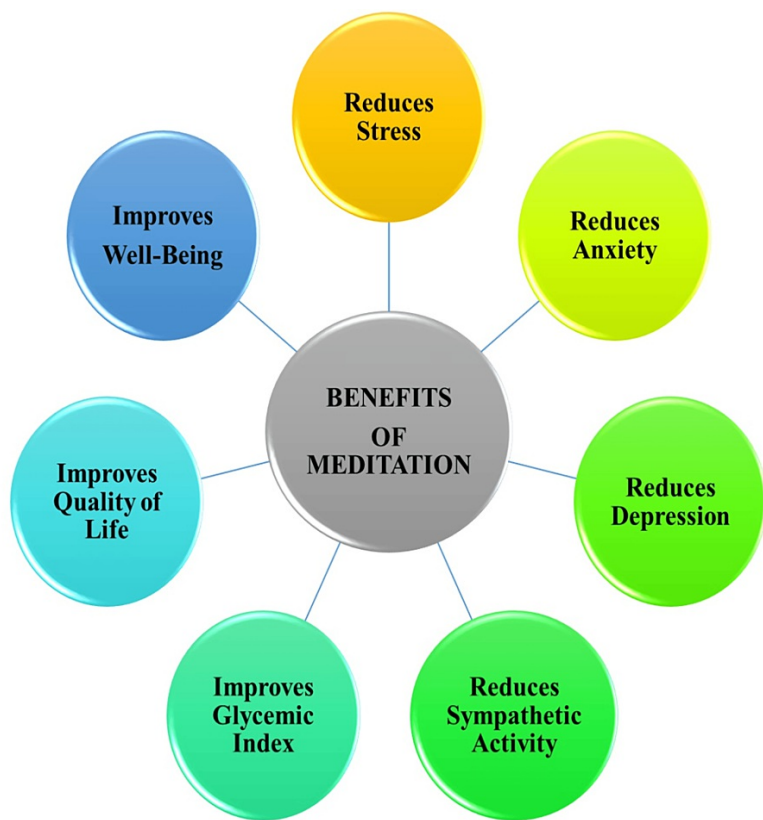 Reduces
Stress
Reduces
Anxiety
Reduces
Depression
Reduces
Sympathetic
Activity
Improves
Glycemic
Index
Improves
Quality of
Life
Improves
Well-Being
BENEFITS
OF
MEDITATION